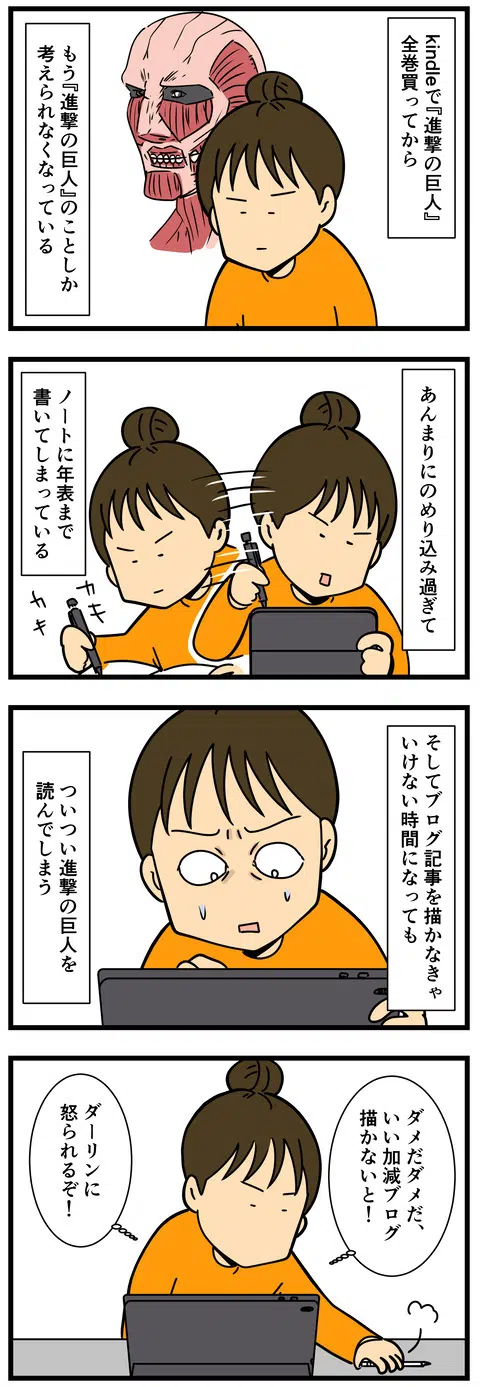 kindleで『進撃の巨人』
全巻買ってから
もう『進撃の巨人』のことしか
考えられなくなっている
あんまりにのめり込み過ぎて
ノートに年表まで
書いてしまっている
カキ
カキ
そしてブログ記事を描かなきゃ
いけない時間になっても
ついつい進撃の巨人を
読んでしまう
ダメだダメだ、
いい加減ブログ
描かないと！
ダーリンに
怒られるぞ！